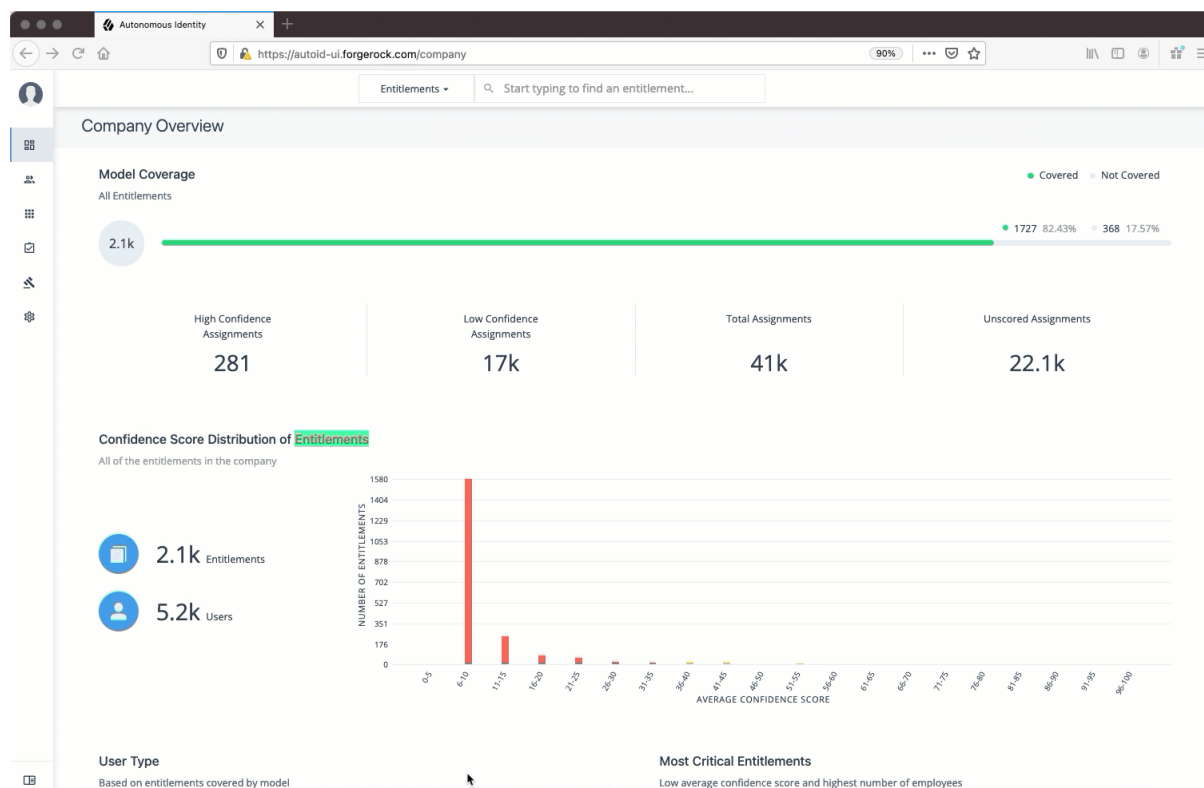 Autonomous Identity
https://autoid-ui.forgerock.com/company
90%
Entitlements
Start typing to find an entitlement...
Company Overview
Model Coverage
Covered
Not Covered
All Entitlements
2.1k
1727 82.43%
368 17.57%
High Confidence
Assignments
281
Low Confidence
Assignments
17k
Total Assignments
41k
Unscored Assignments
22.1k
Confidence Score Distribution of Entitlements
All of the entitlements in the company
2.1k Entitlements
5.2k Users
NUMBER OF ENTITLEMENTS
1580
1404
1229
1053
878
702
527
351
176
0
0-5
6-10
11-15
16-20
21-25
26-30
31-35
36-40
41-45
46-50
51-55
56-60
61-65
66-70
71-75
76-80
81-85
86-90
91-95
96-100
AVERAGE CONFIDENCE SCORE
User Type
Based on entitlements covered by model
Most Critical Entitlements
Low average confidence score and highest number of employees